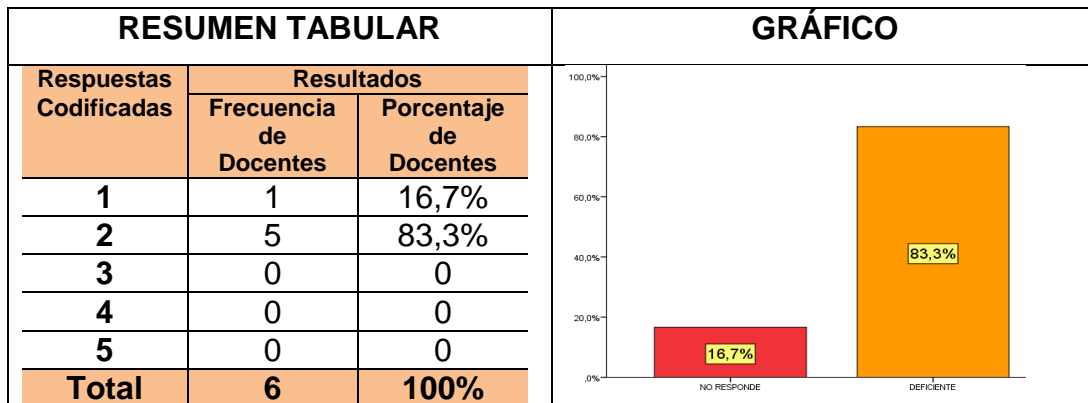 RESUMEN TABULAR
GRÁFICO
Respuestas Codificadas
Resultados
Frecuencia de Docentes
Porcentaje de Docentes
1 1 16,7%
2 5 83,3%
3 0 0
4 0 0
5 0 0
Total 6 100%
100,0%
80,0%
60,0%
40,0%
20,0%
,0%
16,7%
83,3%
NO RESPONDE
DEFICIENTE